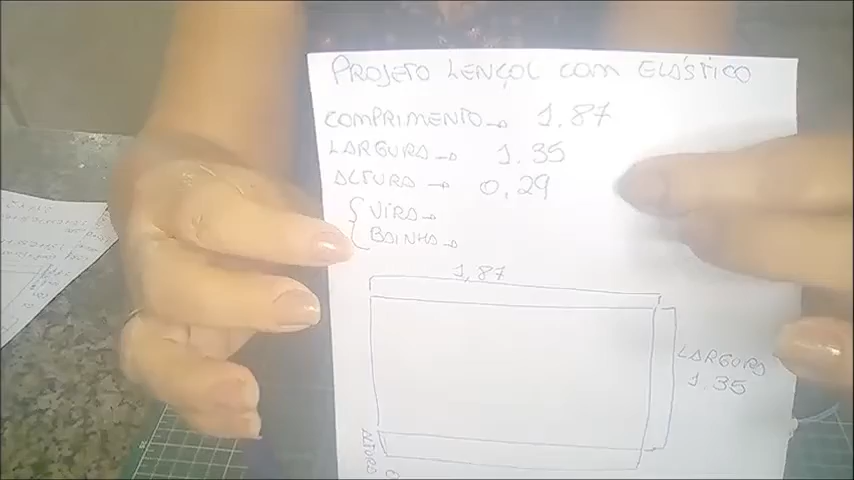 PROJETO LENÇOL COM ELÁSTICO
COMPRIMENTO→ 1.87
LARGURA→ 1.35
ALTURA → 0,29
VIRA→
BAINHA→
1,87
LARGURA
1.35
ALTURA
0